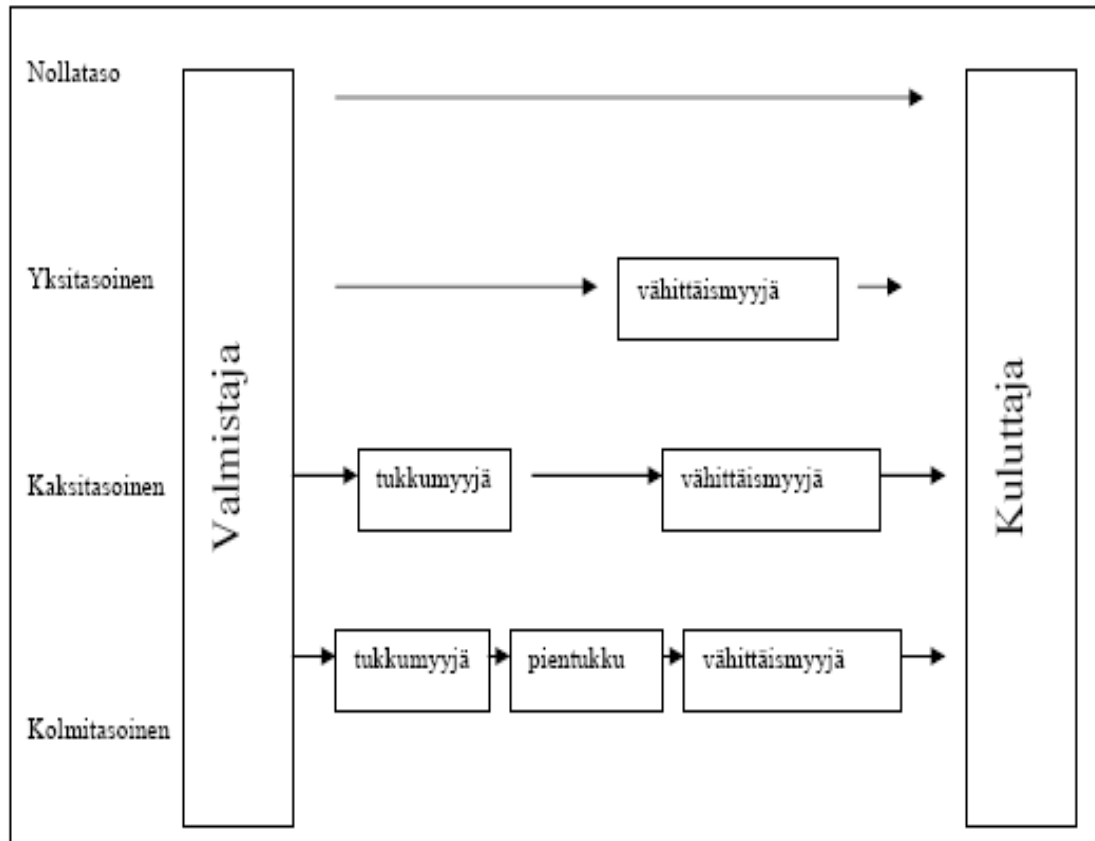 Nollataso
Yksitasoinen
vähittäismyyjä
Valmistaja
Kuluttaja
Kaksitasoinen
tukkumyyjä
vähittäismyyjä
tukkumyyjä
pientukku
vähittäismyyjä
Kolmitasoinen